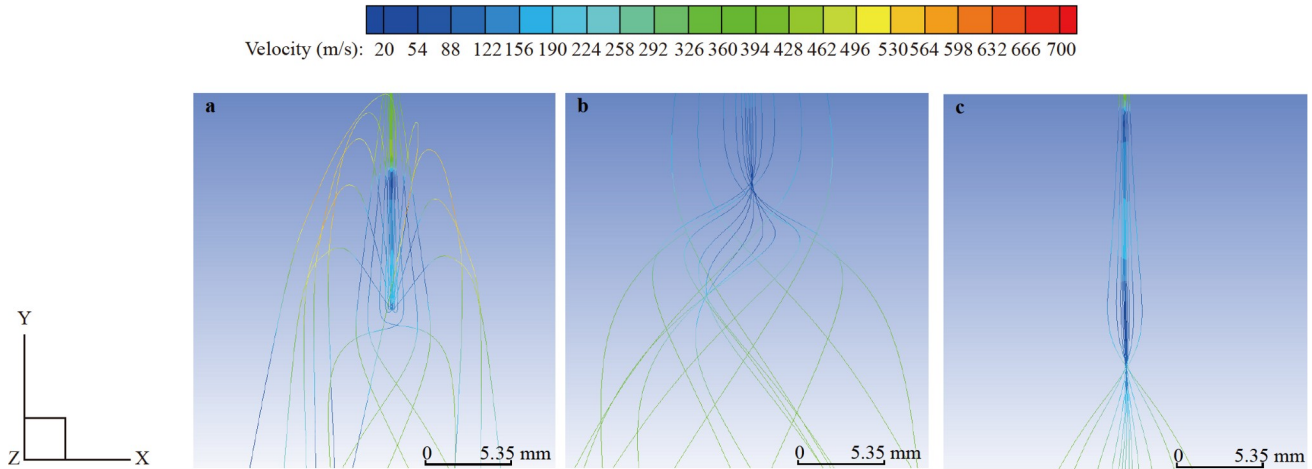 Velocity (m/s): 20 54 88 122 156 190 224 258 292 326 360 394 428 462 496 530 564 598 632 666 700
a b c
Y
Z X
0 5.35 mm 0 5.35 mm 0 5.35 mm